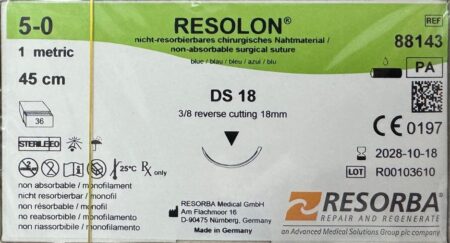 5-0
1 metric
45 cm
RESOLON®
nicht-resorbierbares chirurgisches Nahtmaterial /
non-absorbable surgical suture
blue / blau / bleu / azul / blu
REF
88143
PA
DS 18
3/8 reverse cutting 18mm
36
STERILE EO
25°C
Rx only
CE 0197
2028-10-18
LOT R00103610
non absorbable / monofilament
nicht resorbierbar / monofil
non résorbable / monofil
no reabsorbible / monofilamento
non riassorbibile / monofilamento
RESORBA Medical GmbH
Am Flachmoor 16
D-90475 Nürnberg, Germany
RESORBA®
REPAIR AND REGENERATE
an Advanced Medical Solutions Group plc company